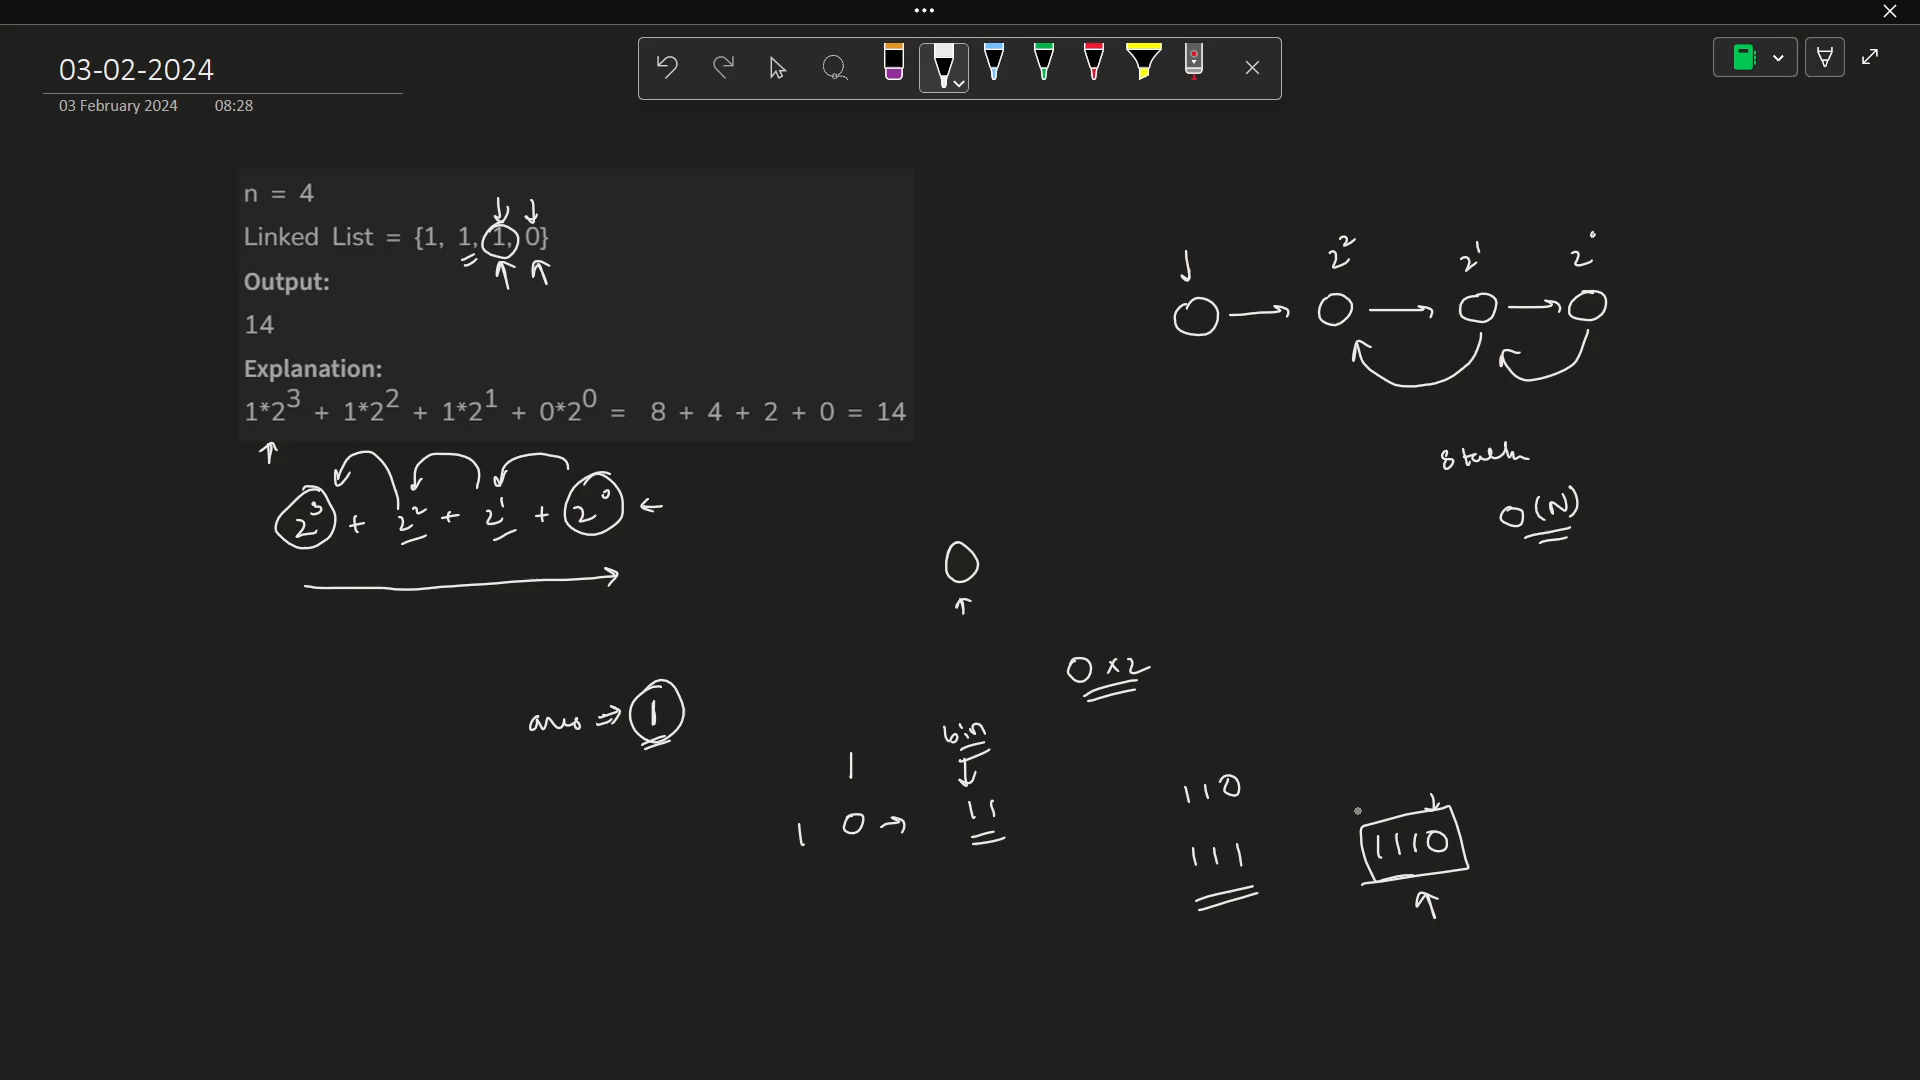 03-02-2024
03 February 2024 08:28
n = 4
Linked List = {1, 1, 1, 0}
Output:
14
Explanation:
1*2^3 + 1*2^2 + 1*2^1 + 0*2^0 = 8 + 4 + 2 + 0 = 14
2^3 + 2^2 + 2^1 + 2^0 ←
2^2 2^1 2^0
O(N)
0
0 x 2
ans ⇒ 1
bin
1
1 0 → 11
110
111
1110